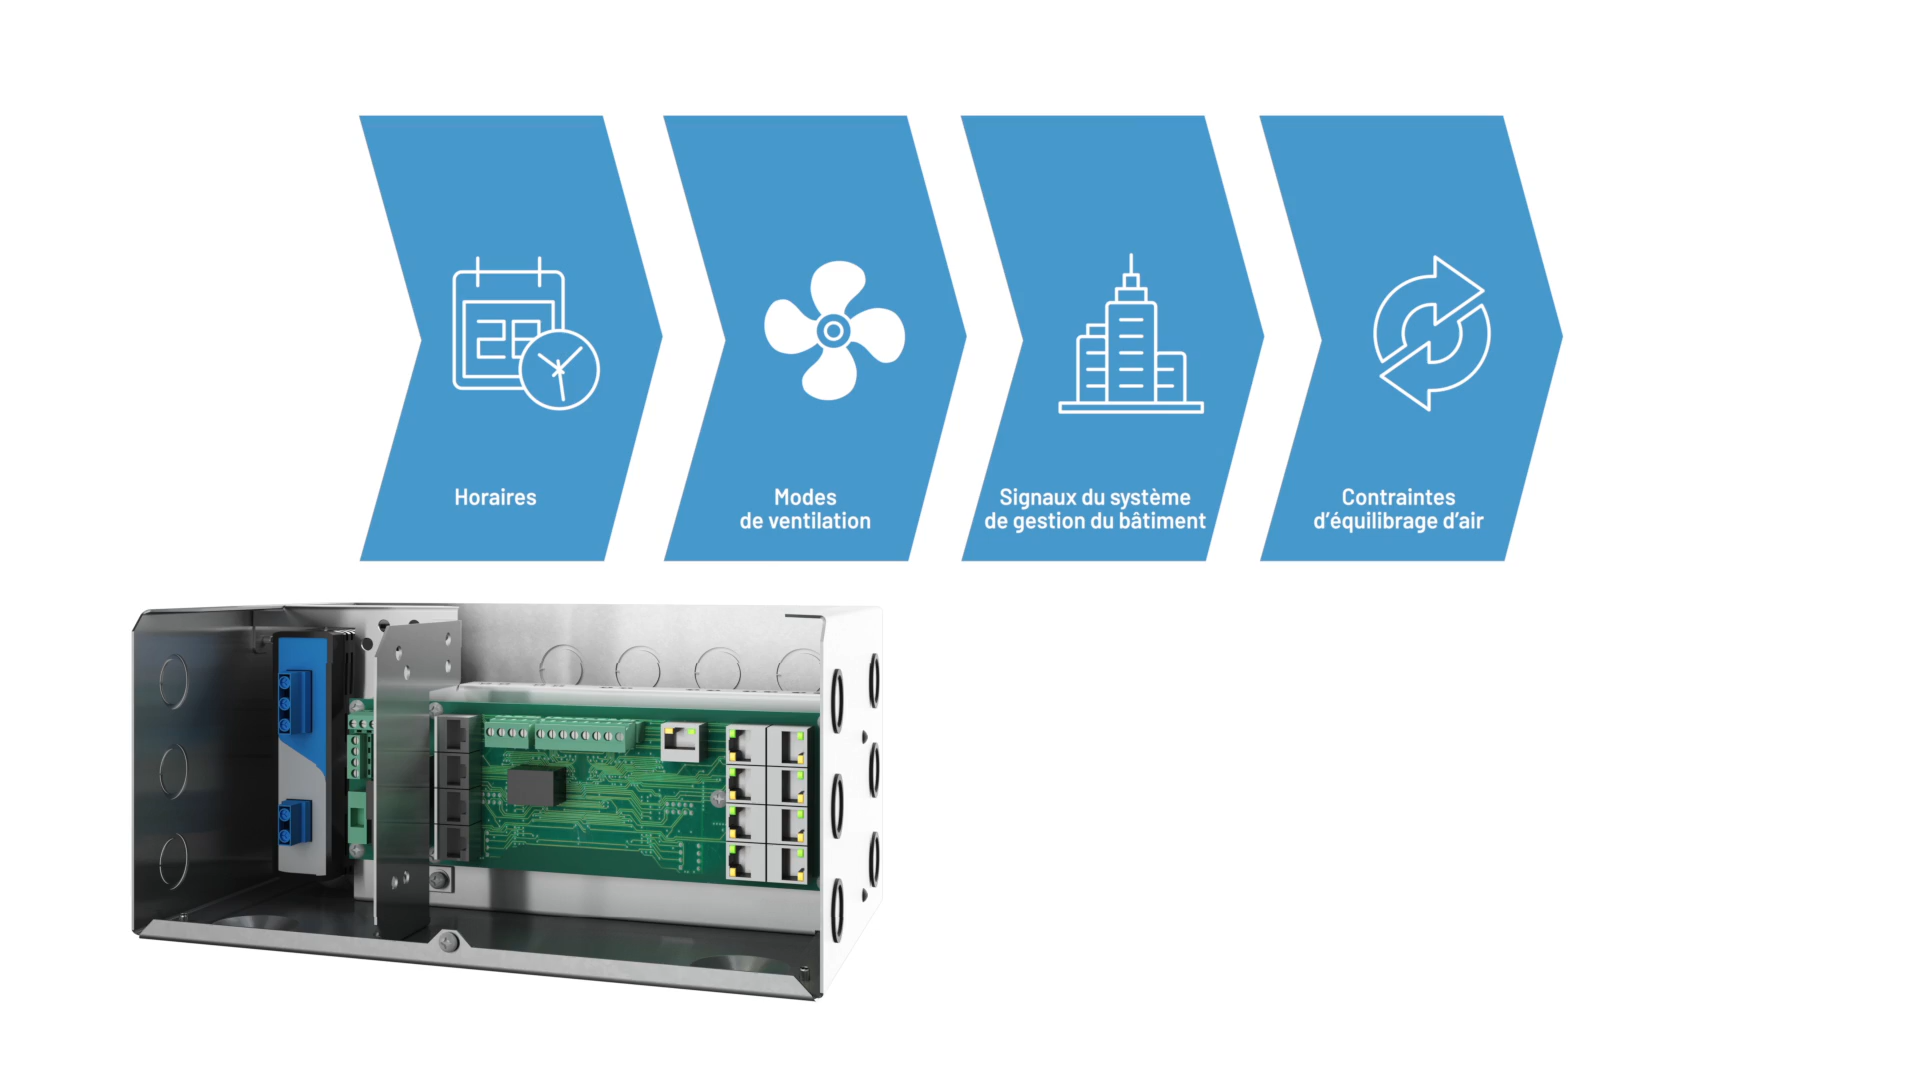 Horaires
Modes
de ventilation
Signaux du système
de gestion du bâtiment
Contraintes
d’équilibrage d’air